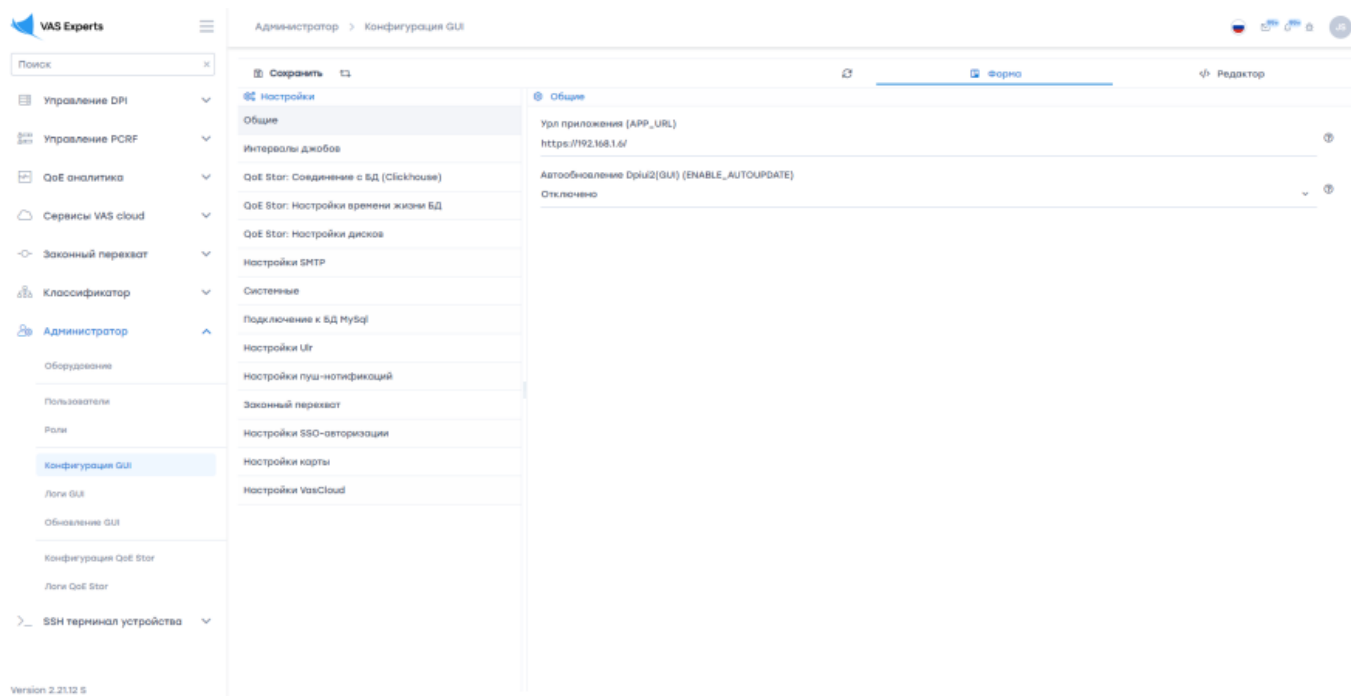 VAS Experts
Администратор > Конфигурация GUI
Поиск
Управление DPI
Управление PCRF
QoE аналитика
Сервисы VAS cloud
Законный перехват
Классификатор
Администратор
Оборудование
Пользователи
Роли
Конфигурация GUI
Логи GUI
Обновление GUI
Конфигурация QoE Stor
Логи QoE Stor
SSH терминал устройства
Version 2.21.12 S
Сохранить
Форма
Редактор
Настройки
Общие
Интервалы джобов
QoE Stor: Соединение с БД (Clickhouse)
QoE Stor: Настройки времени жизни БД
QoE Stor: Настройки дисков
Настройки SMTP
Системные
Подключение к БД MySql
Настройки Ulr
Настройки пуш-нотификаций
Законный перехват
Настройки SSO-авторизации
Настройки карты
Настройки VasCloud
Общие
Урл приложения (APP_URL)
https://192.168.1.6/
Автообновление Dpiui2(GUI) (ENABLE_AUTOUPDATE)
Отключено